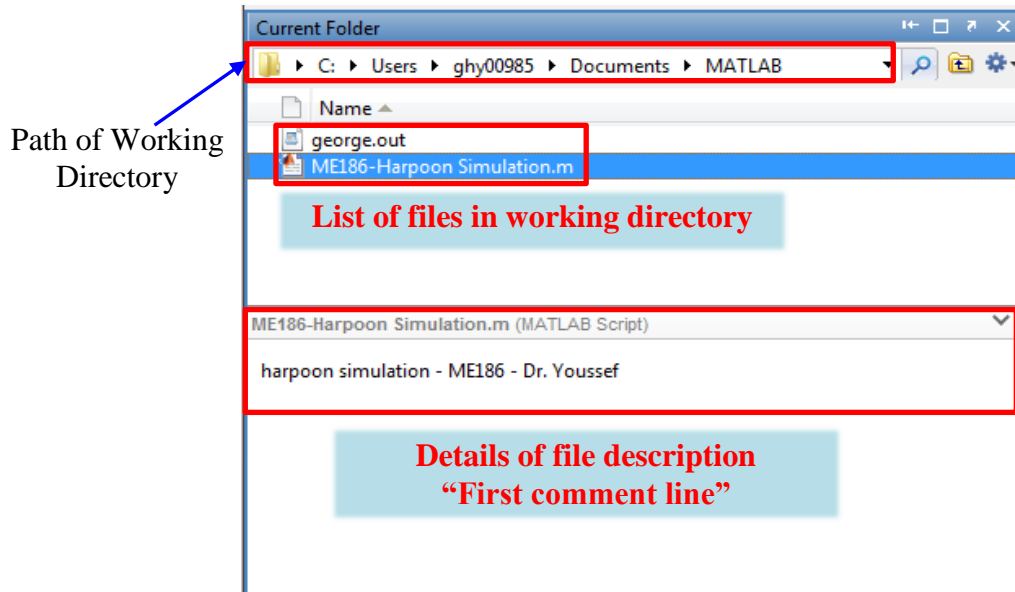 Current Folder
C: Users ghy00985 Documents MATLAB
Name
george.out
ME186-Harpoon Simulation.m
Path of Working
Directory
List of files in working directory
ME186-Harpoon Simulation.m (MATLAB Script)
harpoon simulation - ME186 - Dr. Youssef
Details of file description
“First comment line”